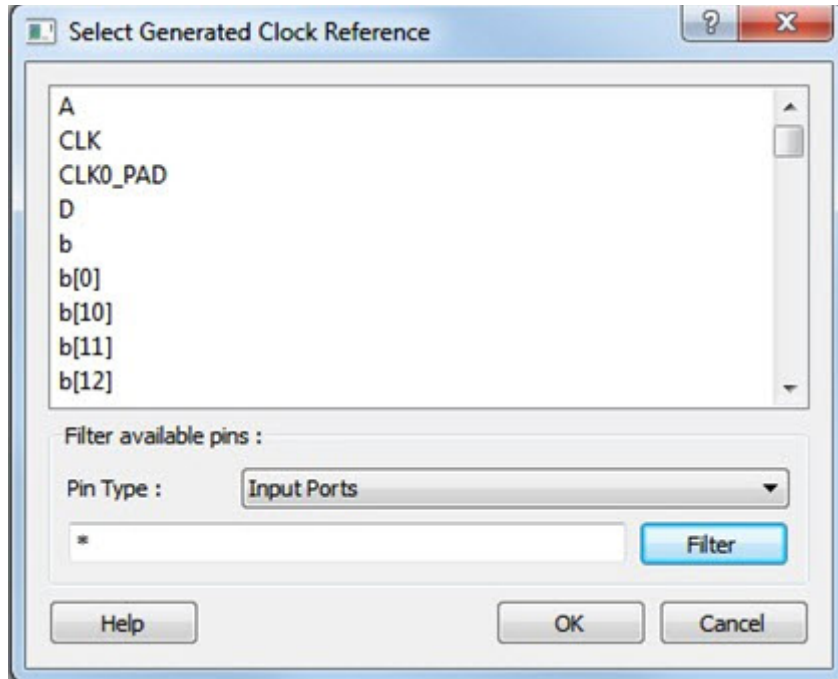 Select Generated Clock Reference
?
A
CLK
CLK0_PAD
D
b
b[0]
b[10]
b[11]
b[12]
Filter available pins :
Pin Type : Input Ports
* Filter
Help OK Cancel